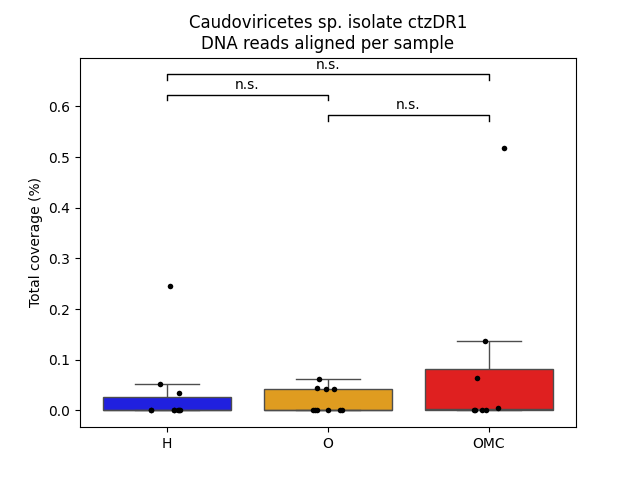 Caudoviricetes sp. isolate ctzDR1
DNA reads aligned per sample
n.s.
n.s.
n.s.
Total coverage (%)
0.6
0.5
0.4
0.3
0.2
0.1
0.0
H
O
OMC